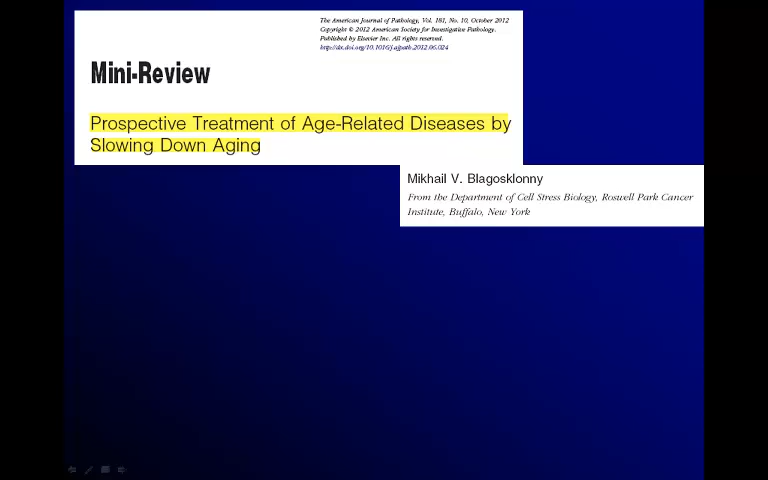 The American Journal of Pathology, Vol. 181, No. 10, October 2012
Copyright © 2012 American Society for Investigative Pathology.
Published by Elsevier Inc. All rights reserved.
http://dx.doi.org/10.1016/j.ajpath.2012.06.024
Mini-Review
Prospective Treatment of Age-Related Diseases by
Slowing Down Aging
Mikhail V. Blagosklonny
From the Department of Cell Stress Biology, Roswell Park Cancer
Institute, Buffalo, New York